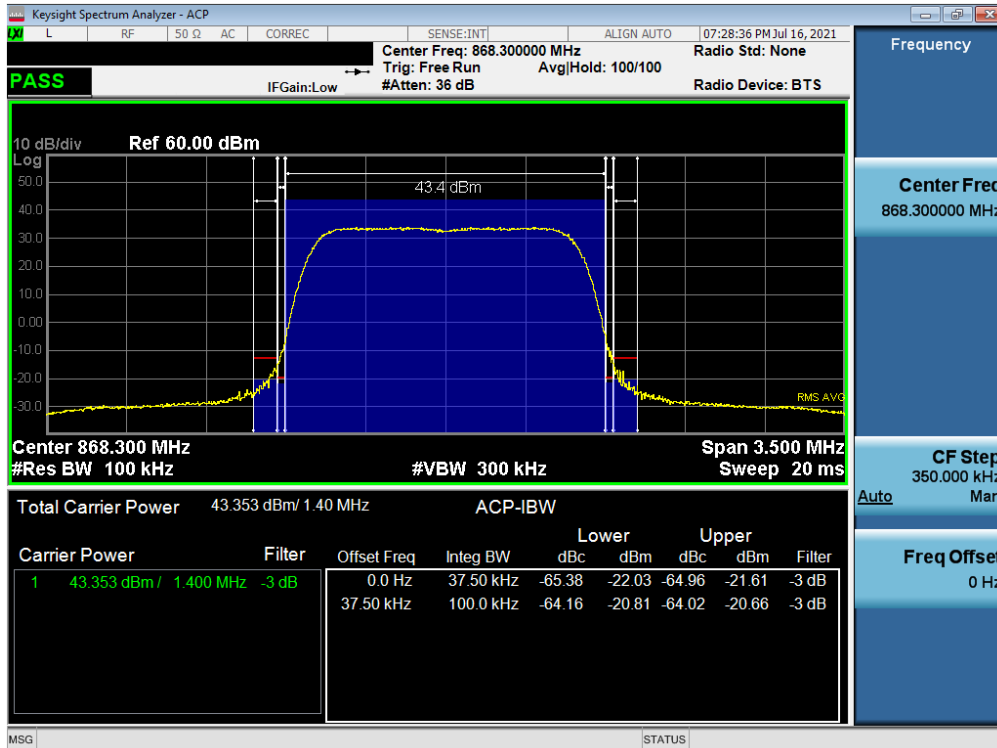 Keysight Spectrum Analyzer - ACP
LXI L RF 50 Ω AC CORREC SENSE:INT ALIGN AUTO 07:28:36 PM Jul 16, 2021
Center Freq: 868.300000 MHz Radio Std: None
Trig: Free Run Avg|Hold: 100/100
PASS IFGain:Low #Atten: 36 dB Radio Device: BTS
Frequency
10 dB/div Ref 60.00 dBm
Log
50.0
43.4 dBm
40.0
30.0
20.0
10.0
0.00
-10.0
-20.0
-30.0
RMS AVG
Center 868.300 MHz Span 3.500 MHz
#Res BW 100 kHz #VBW 300 kHz Sweep 20 ms
Total Carrier Power 43.353 dBm/ 1.40 MHz ACP-IBW
Lower Upper
Carrier Power Filter Offset Freq Integ BW dBc dBm dBc dBm Filter
1 43.353 dBm / 1.400 MHz -3 dB 0.0 Hz 37.50 kHz -65.38 -22.03 -64.96 -21.61 -3 dB
37.50 kHz 100.0 kHz -64.16 -20.81 -64.02 -20.66 -3 dB
Center Freq
868.300000 MHz
CF Step
350.000 kHz
Auto Man
Freq Offset
0 Hz
MSG STATUS